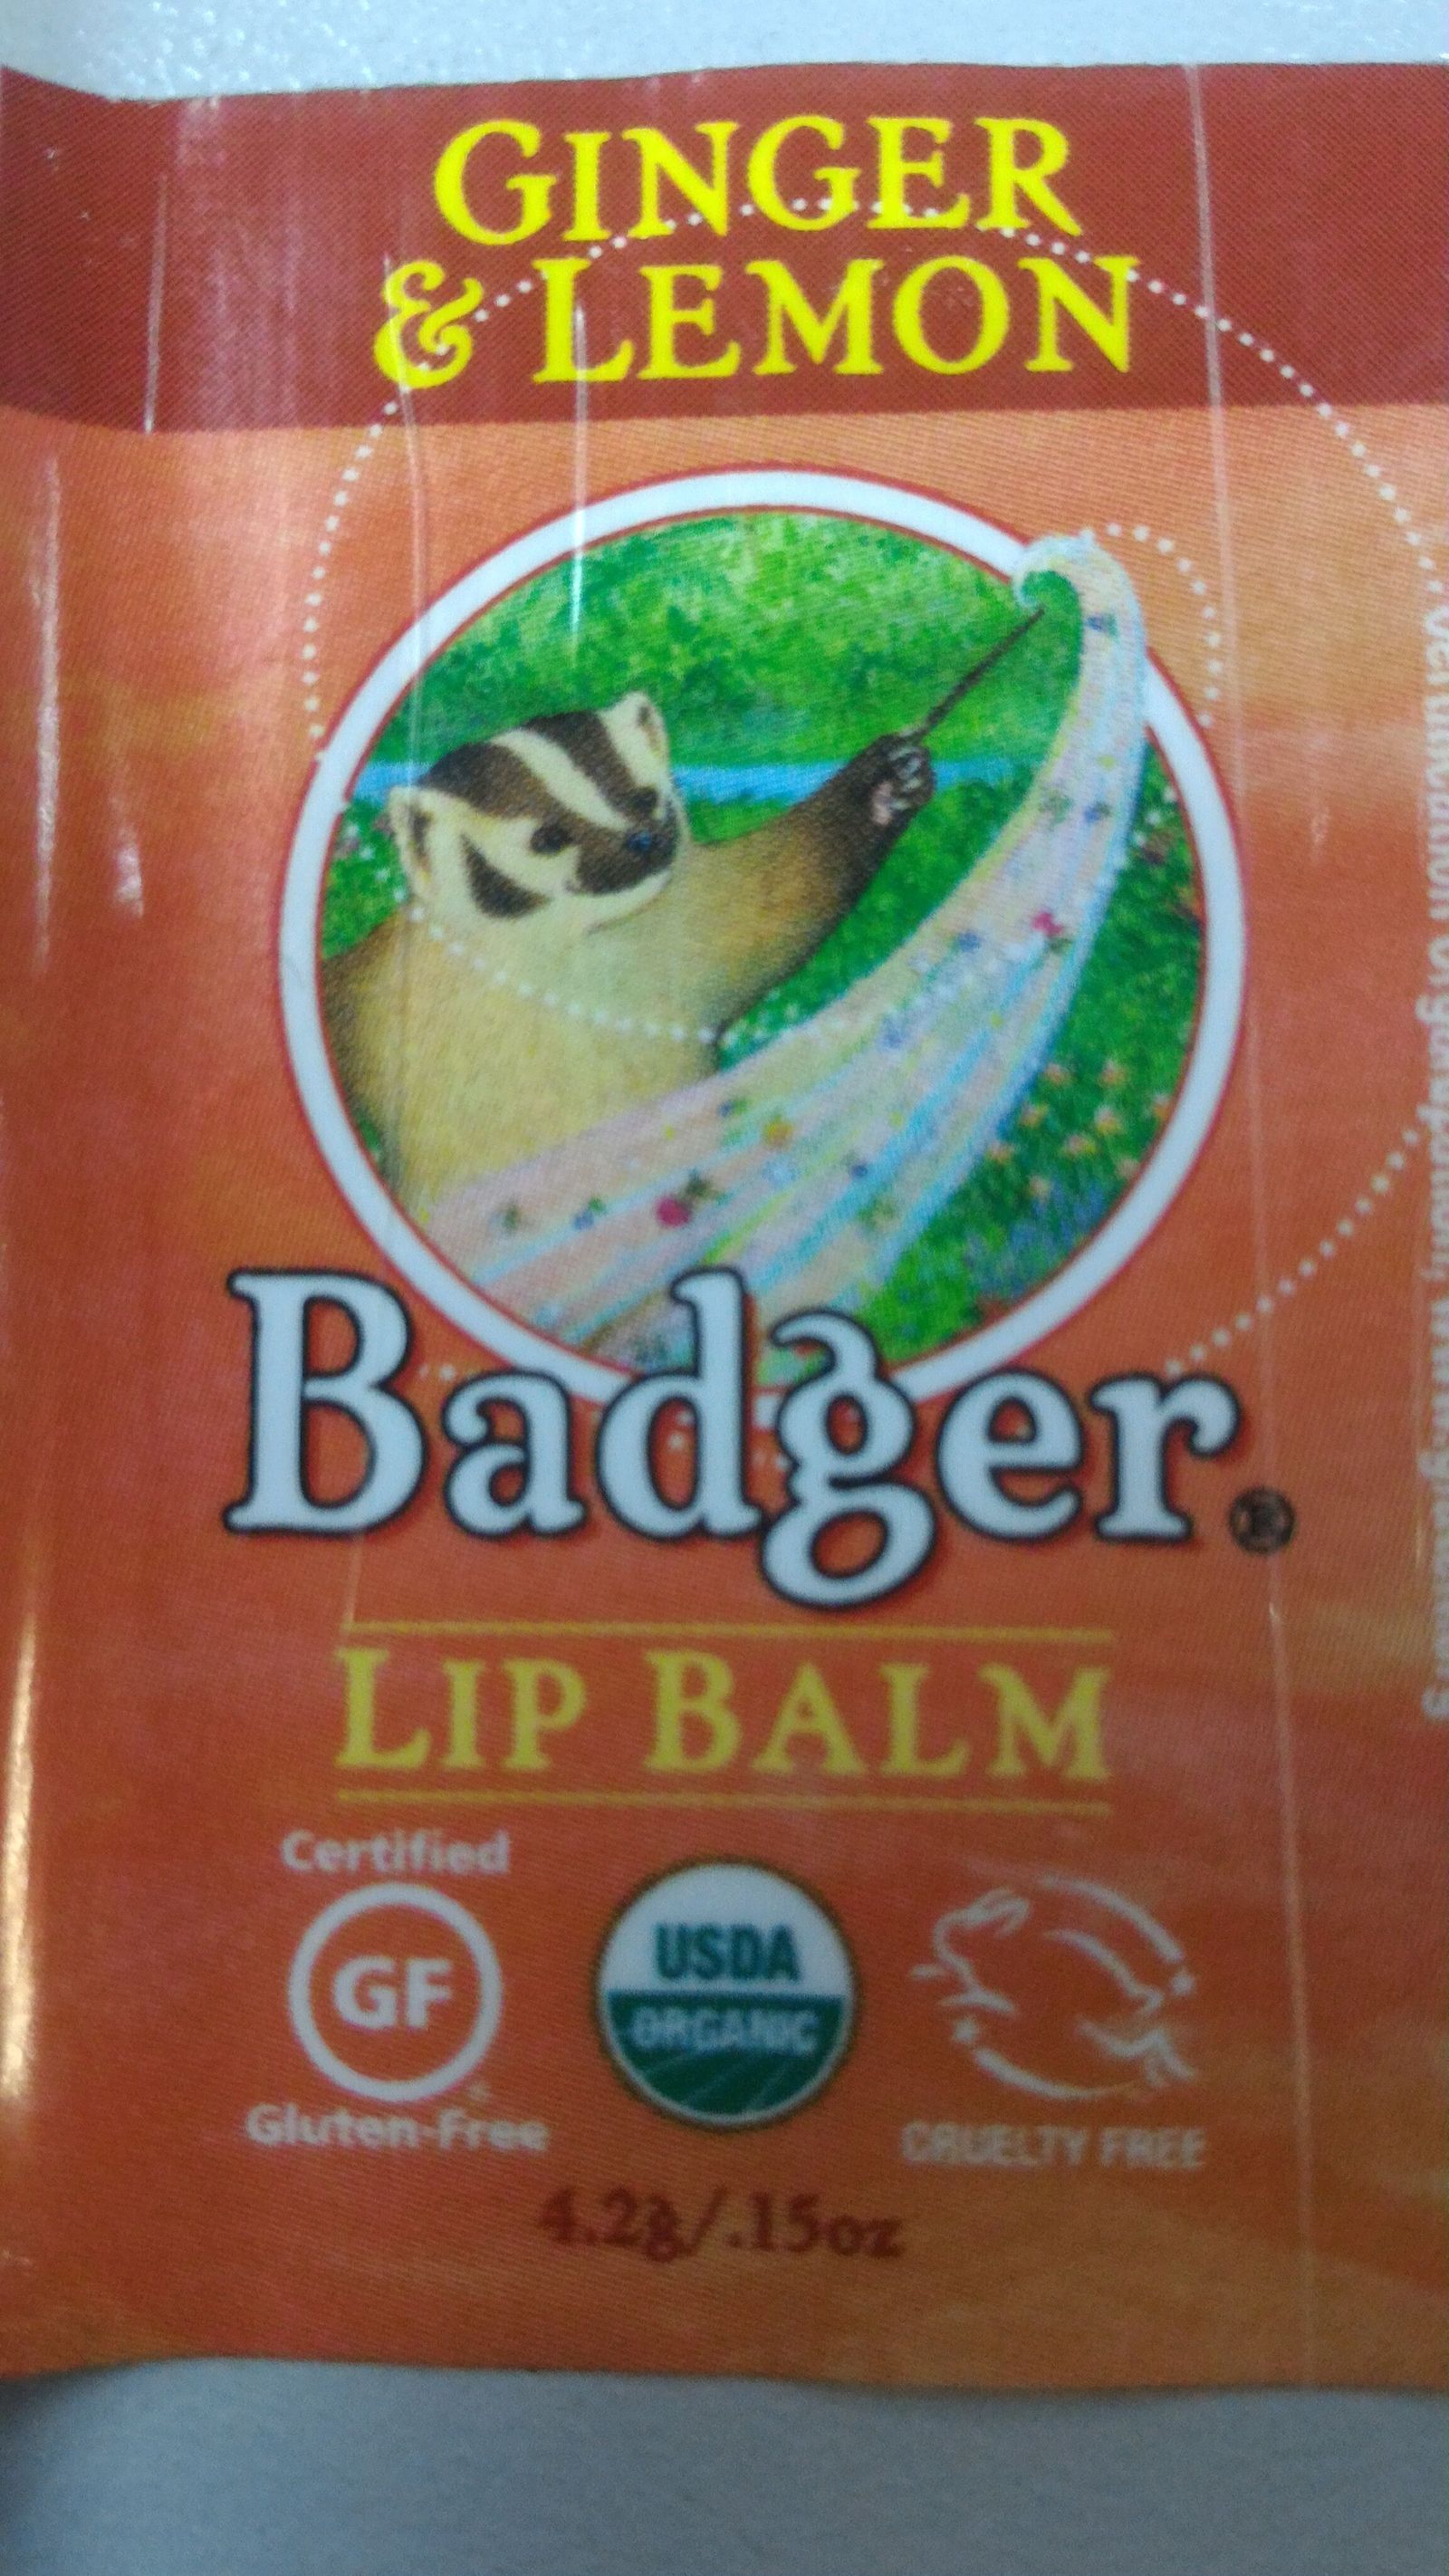 GINGER
& LEMON
Badger®
LIP BALM
Certified
GF
Gluten-Free
USDA
ORGANIC
CRUELTY FREE
4.2g/.15oz